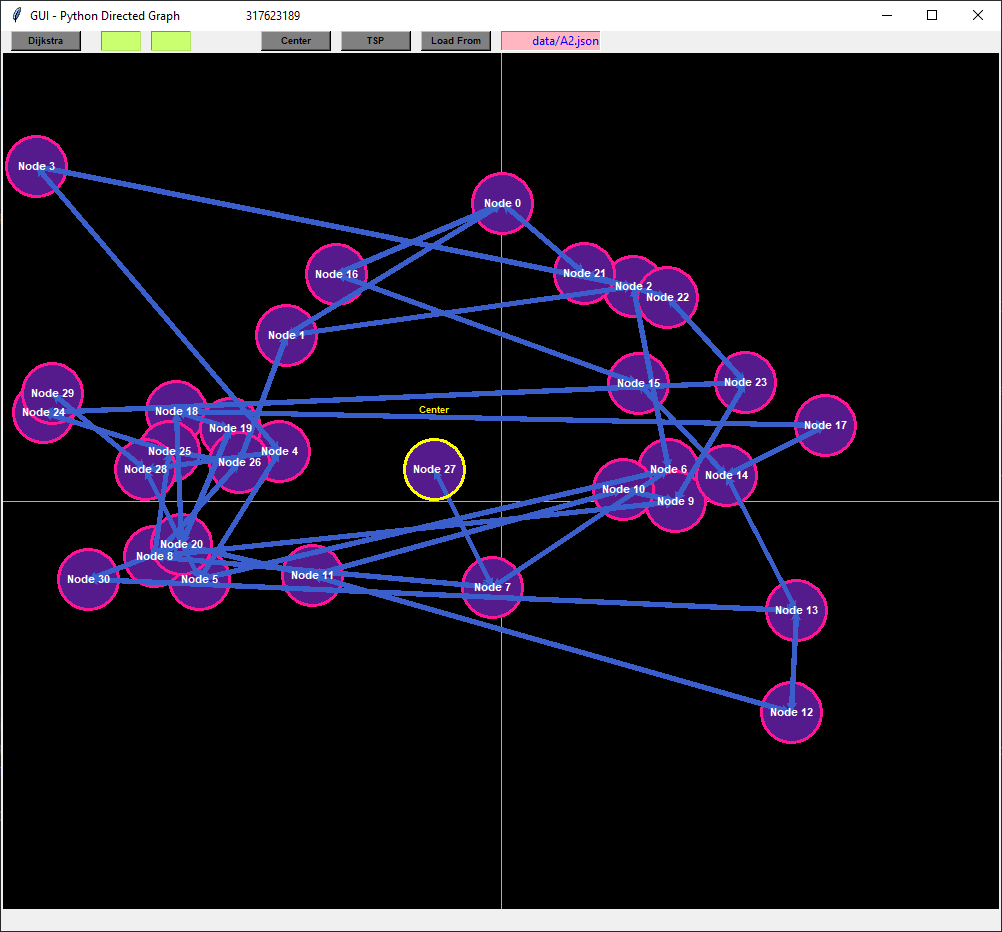 GUI - Python Directed Graph 317623189
Dijkstra Center TSP Load From data/A2.json
Node 3
Node 0
Node 16
Node 21
Node 2
Node 22
Node 1
Node 15
Node 23
Node 29
Node 24
Node 18
Center
Node 19
Node 17
Node 25
Node 4
Node 28
Node 26
Node 27
Node 6
Node 14
Node 10
Node 9
Node 20
Node 8
Node 30
Node 5
Node 11
Node 7
Node 13
Node 12